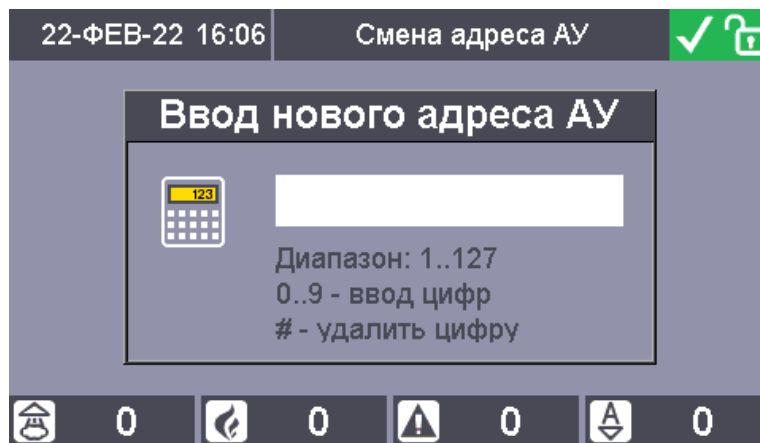 22-ФЕВ-22 16:06 Смена адреса АУ
Ввод нового адреса АУ
123
Диапазон: 1..127
0..9 - ввод цифр
# - удалить цифру
0 0 0 A 0